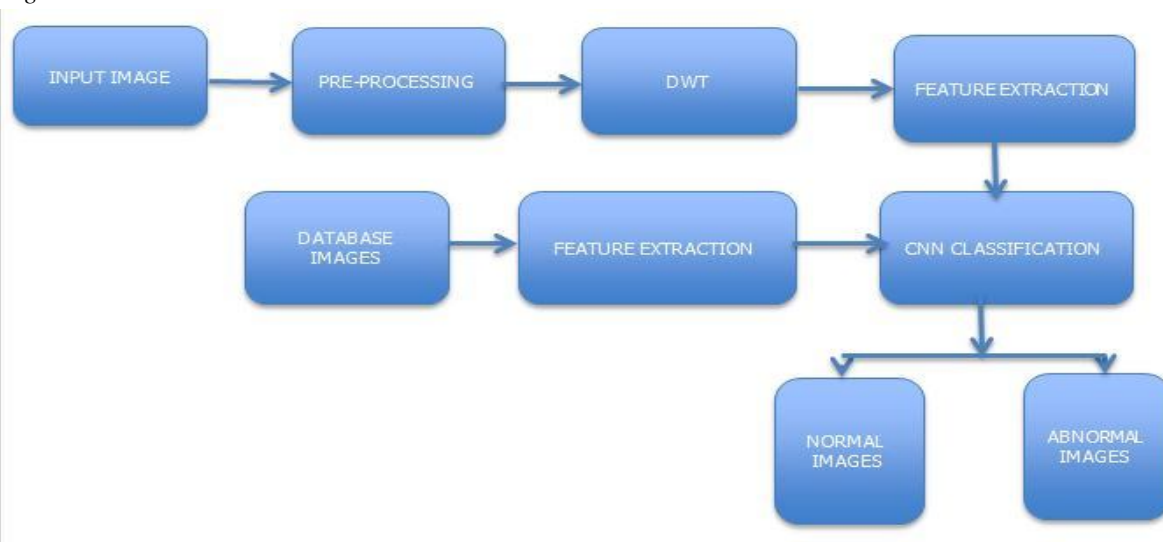 INPUT IMAGE
PRE-PROCESSING
DWT
FEATURE EXTRACTION
DATABASE
IMAGES
FEATURE EXTRACTION
CNN CLASSIFICATION
NORMAL
IMAGES
ABNORMAL
IMAGES